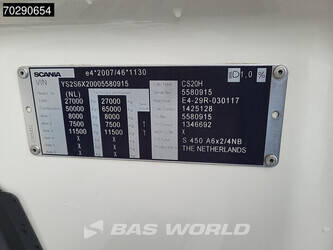 70290654
SCANIA e4*2007/46*1130
VIN YS2S6X20005580915 CS20H
(NL) 5580915
27000 27000 E4-29R-030117
50000 65000 1425128
8000 8000 5580915
7500 7500 1346692
11500 11500 X
X X S 450 A6x2/4NB
X X THE NETHERLANDS
1.0 %
BAS WORLD